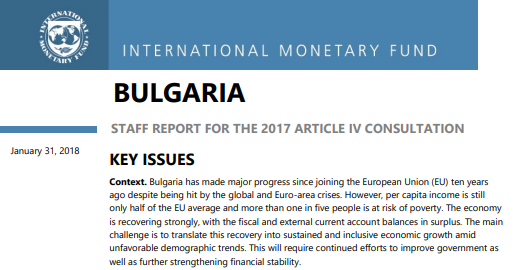 INTERNATIONAL MONETARY FUND
INTERNATIONAL MONETARY FUND
BULGARIA
STAFF REPORT FOR THE 2017 ARTICLE IV CONSULTATION
January 31, 2018
KEY ISSUES
Context. Bulgaria has made major progress since joining the European Union (EU) ten years
ago despite being hit by the global and Euro-area crises. However, per capita income is still
only half of the EU average and more than one in five people is at risk of poverty. The economy
is recovering strongly, with the fiscal and external current account balances in surplus. The main
challenge is to translate this recovery into sustained and inclusive economic growth amid
unfavorable demographic trends. This will require continued efforts to improve government as
well as further strengthening financial stability.